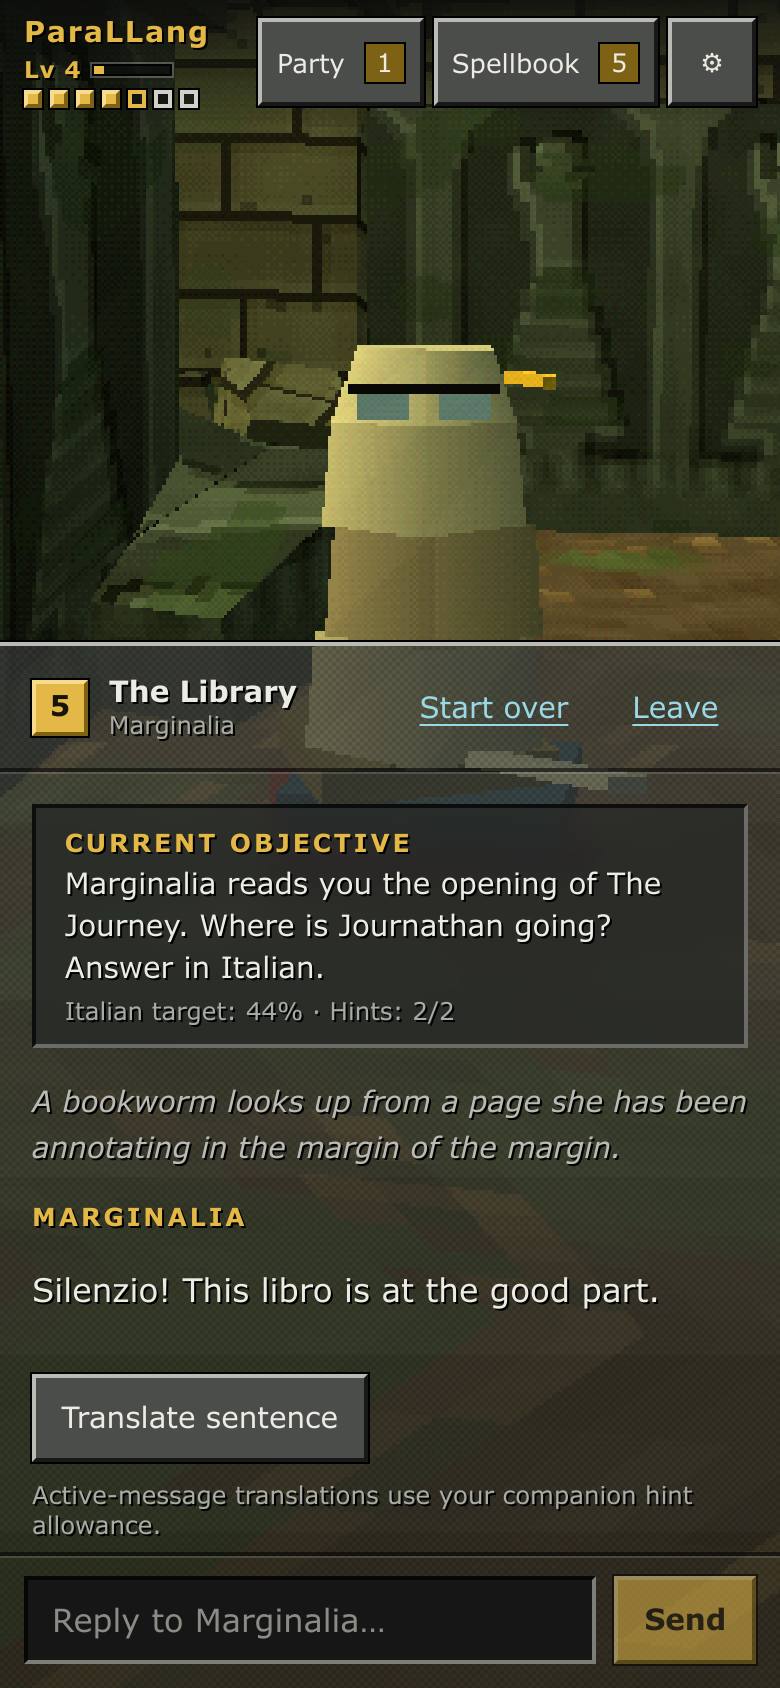 ParaLLang
Lv 4
Party 1
Spellbook 5
⚙
5
The Library
Marginalia
Start over
Leave
CURRENT OBJECTIVE
Marginalia reads you the opening of The
Journey. Where is Journathan going?
Answer in Italian.
Italian target: 44% · Hints: 2/2
A bookworm looks up from a page she has been
annotating in the margin of the margin.
MARGINALIA
Silenzio! This libro is at the good part.
Translate sentence
Active-message translations use your companion hint
allowance.
Reply to Marginalia…
Send